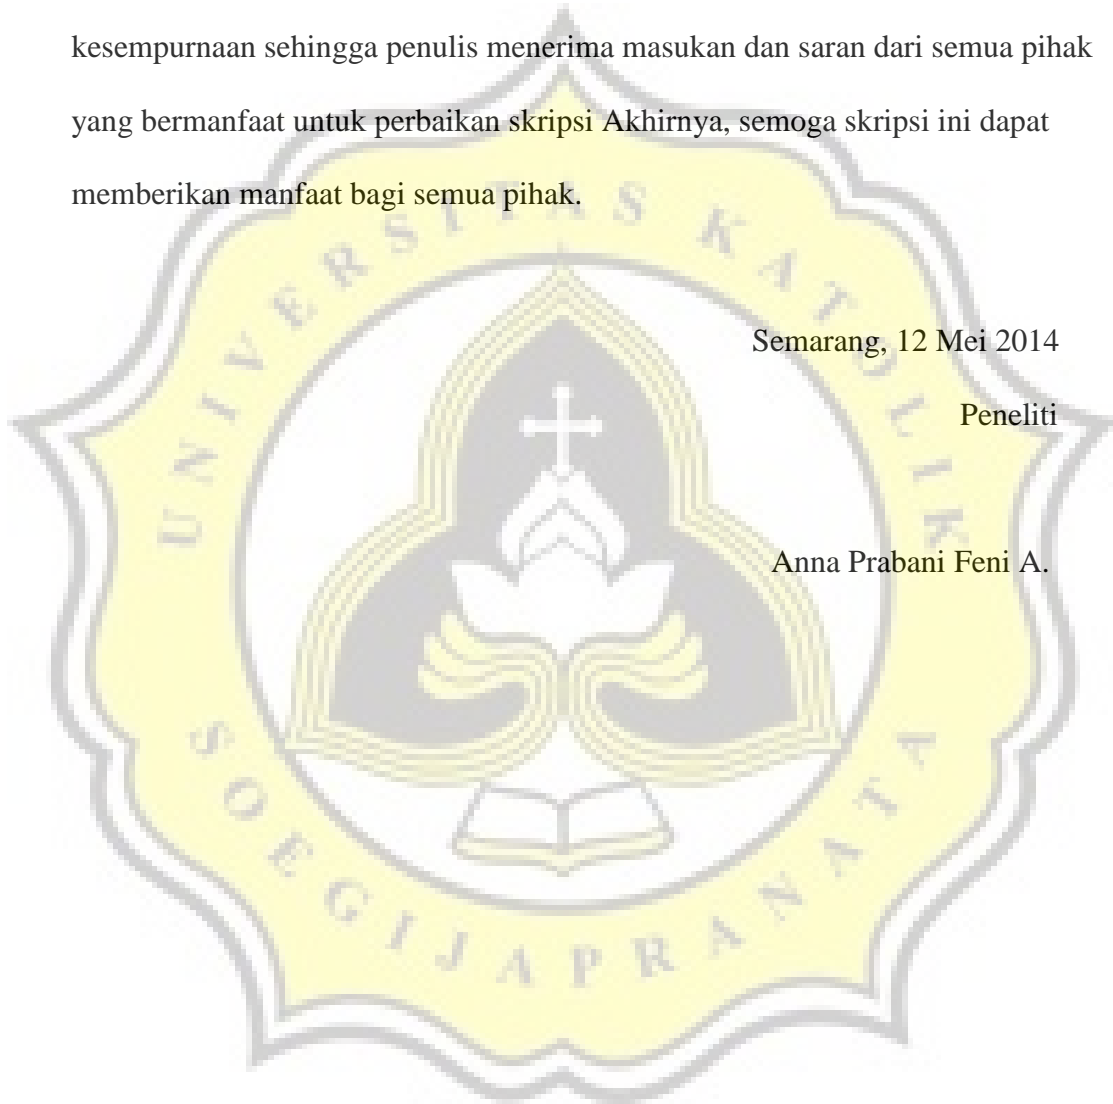 kesempurnaan sehingga penulis menerima masukan dan saran dari semua pihak
yang bermanfaat untuk perbaikan skripsi Akhirnya, semoga skripsi ini dapat
memberikan manfaat bagi semua pihak.
UNIVERSITAS KATOLIK
Semarang, 12 Mei 2014
Peneliti
Anna Prabani Feni A.
SOEGIJAPRANATA